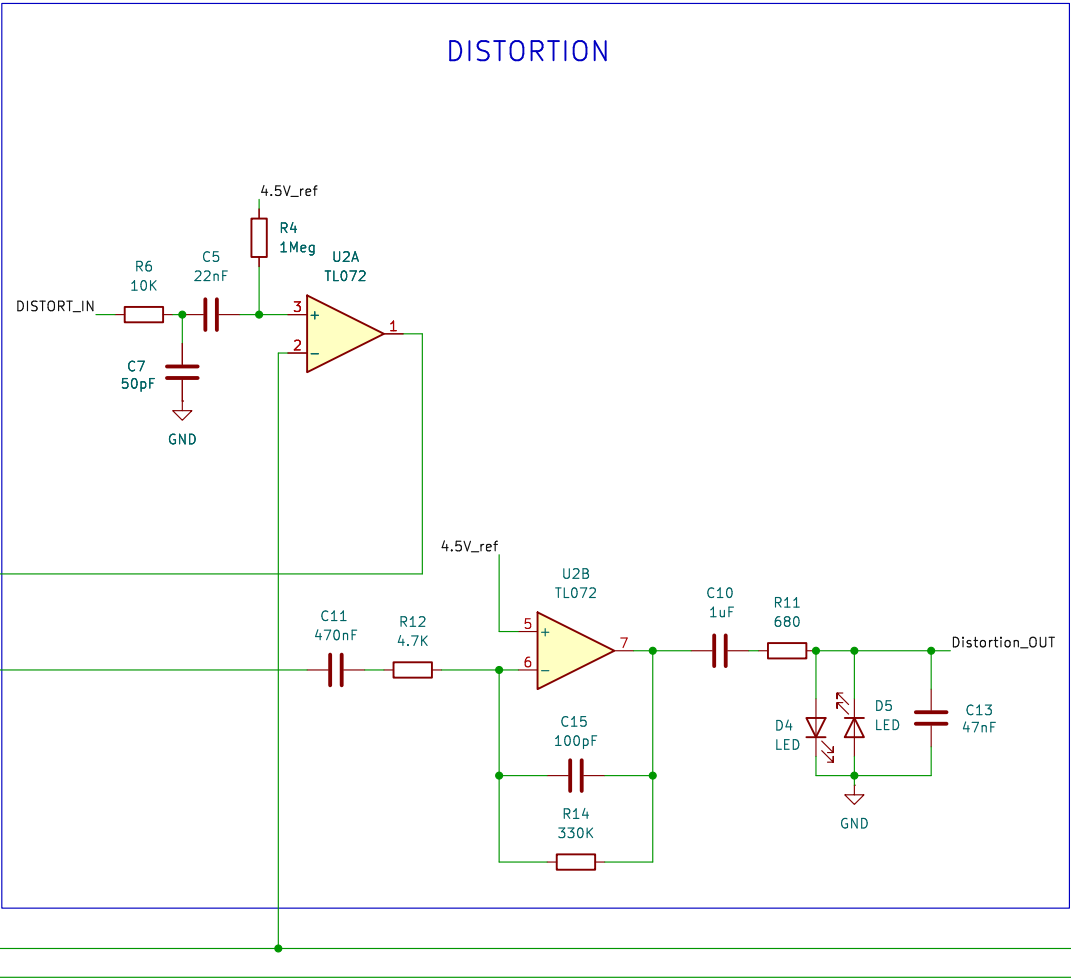 DISTORTION
4.5V_ref
R4
1Meg
U2A
TL072
C5
22nF
R6
10K
DISTORT_IN
3
+
1
2
−
C7
50pF
GND
4.5V_ref
U2B
TL072
C11
470nF
R12
4.7K
5
+
7
6
−
C10
1uF
R11
680
Distortion_OUT
C15
100pF
D4
LED
D5
LED
C13
47nF
R14
330K
GND